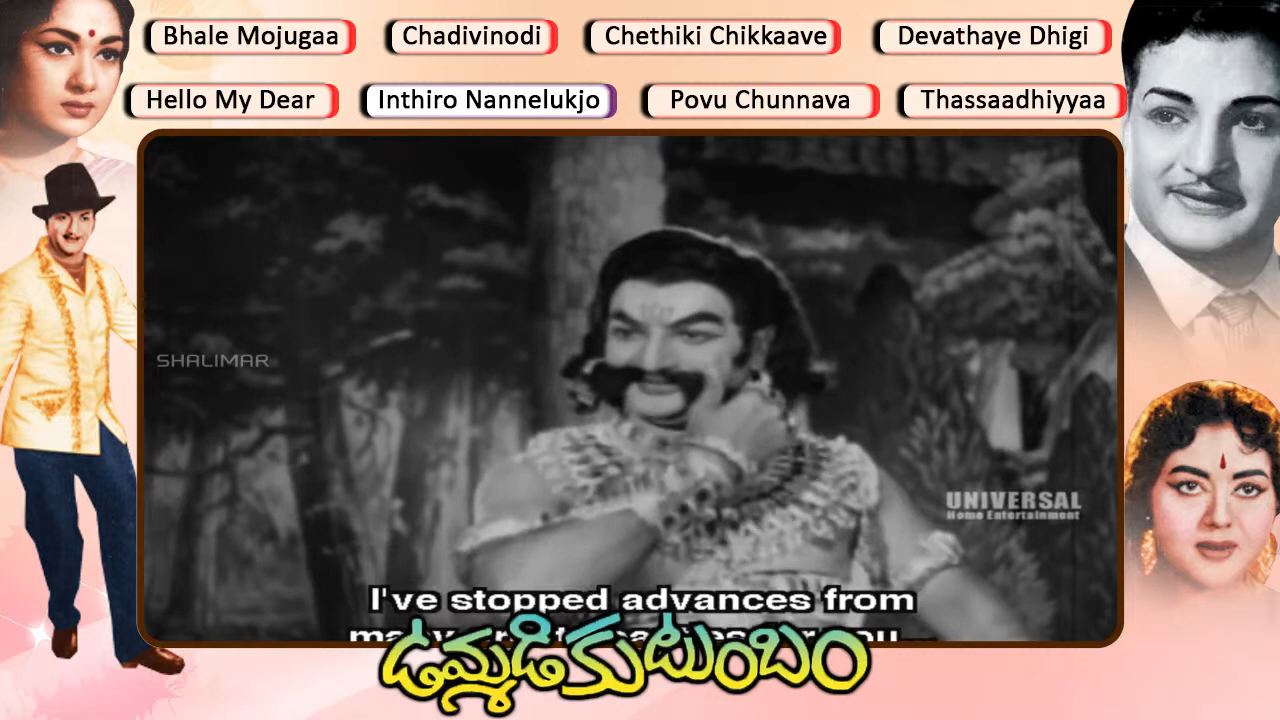 Bhale Mojugaa Chadivinodi Chethiki Chikkaave Devathaye Dhigi
Hello My Dear Inthiro Nannelukjo Povu Chunnava Thassaadhiyyaa
SHALIMAR
UNIVERSAL
Home Entertainment
I've stopped advances from
ఉమ్మడికుటుంబం